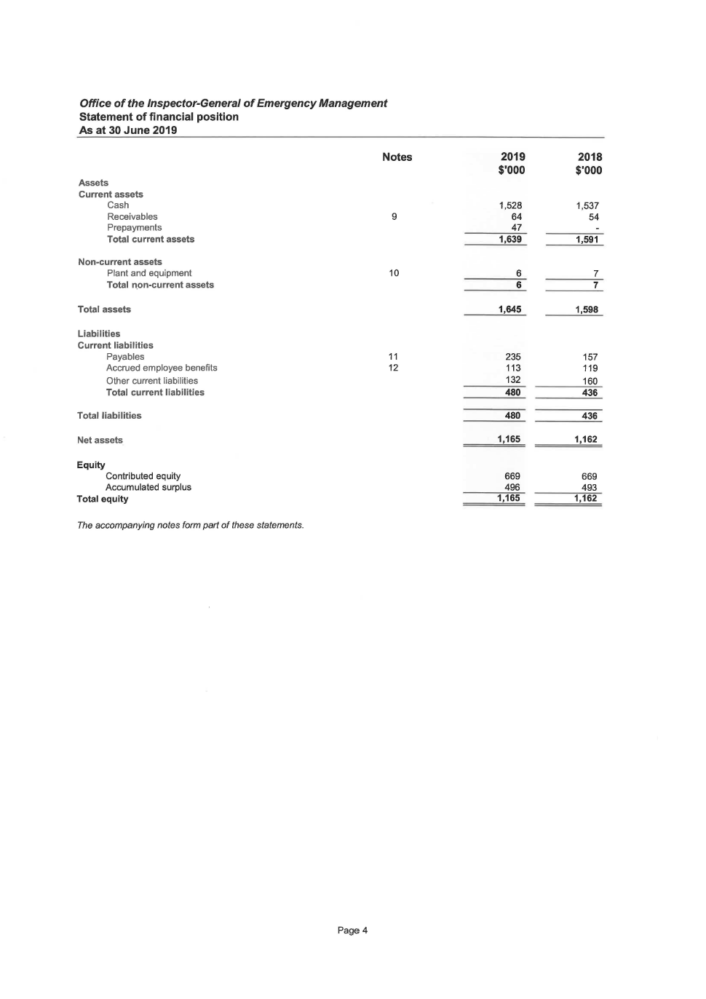 Office of the Inspector-General of Emergency Management
Statement of financial position
As at 30 June 2019
Notes 2019 2018
$'000 $'000
Assets
Current assets
Cash 1,528 1,537
Receivables 9 64 54
Prepayments 47 -
Total current assets 1,639 1,591
Non-current assets
Plant and equipment 10 6 7
Total non-current assets 6 7
Total assets 1,645 1,598
Liabilities
Current liabilities
Payables 11 235 157
Accrued employee benefits 12 113 119
Other current liabilities 132 160
Total current liabilities 480 436
Total liabilities 480 436
Net assets 1,165 1,162
Equity
Contributed equity 669 669
Accumulated surplus 496 493
Total equity 1,165 1,162
The accompanying notes form part of these statements.
Page 4